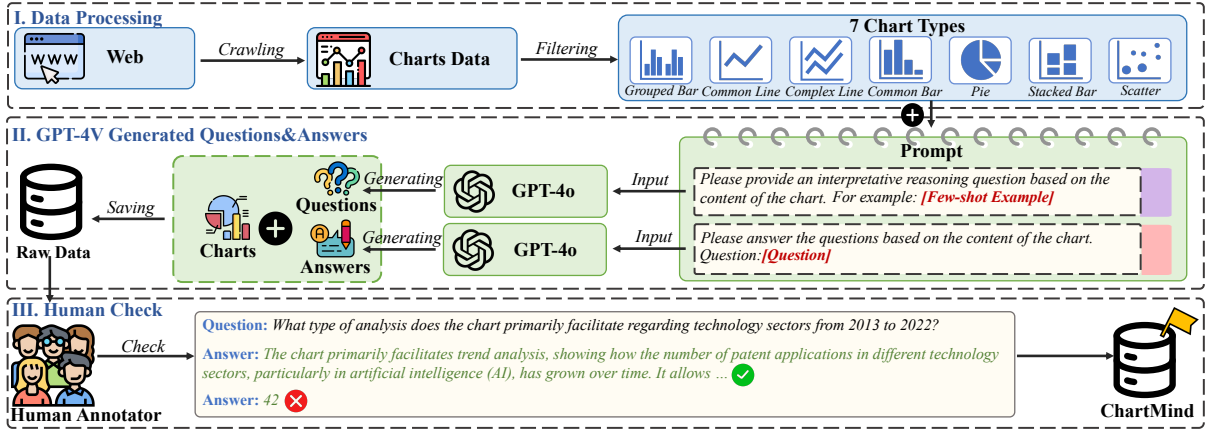 I. Data Processing
WWW
Web
Crawling
Charts Data
Filtering
7 Chart Types
Grouped Bar
Common Line
Complex Line
Common Bar
Pie
Stacked Bar
Scatter
II. GPT-4V Generated Questions&Answers
Raw Data
Saving
Charts
Questions
A
Answers
Generating
GPT-4o
Input
Generating
GPT-4o
Input
Prompt
Please provide an interpretative reasoning question based on the
content of the chart. For example: [Few-shot Example]
Please answer the questions based on the content of the chart.
Question:[Question]
III. Human Check
Human Annotator
Check
Question: What type of analysis does the chart primarily facilitate regarding technology sectors from 2013 to 2022?
Answer: The chart primarily facilitates trend analysis, showing how the number of patent applications in different technology
sectors, particularly in artificial intelligence (AI), has grown over time. It allows ...
Answer: 42
ChartMind